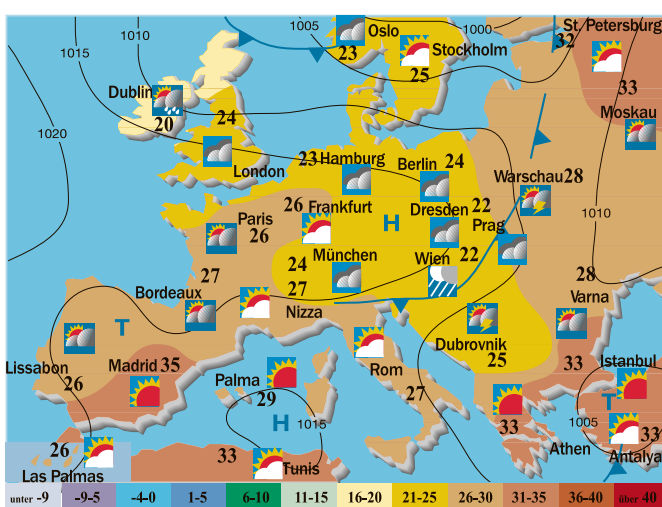 1005
1000
St. Petersburg
Oslo
32
1010
1015
23
Stockholm
25
33
Dublin
20
24
Moskau
1020
23
Hamburg
Berlin 24
London
Warschau 28
26 Frankfurt
Dresden 22
Paris
26
H
Prag
1010
24
München
Wien 22
27
27
28
Bordeaux
Nizza
Varna
T
Dubrovnik
25
Lissabon
26
Madrid 35
Palma
29
Rom
27
33
Istanbul
H
1015
T
1005
33
33
26
Las Palmas
33
Tunis
Athen
Antalya
unter -9
-9-5
-4-0
1-5
6-10
11-15
16-20
21-25
26-30
31-35
36-40
über 40